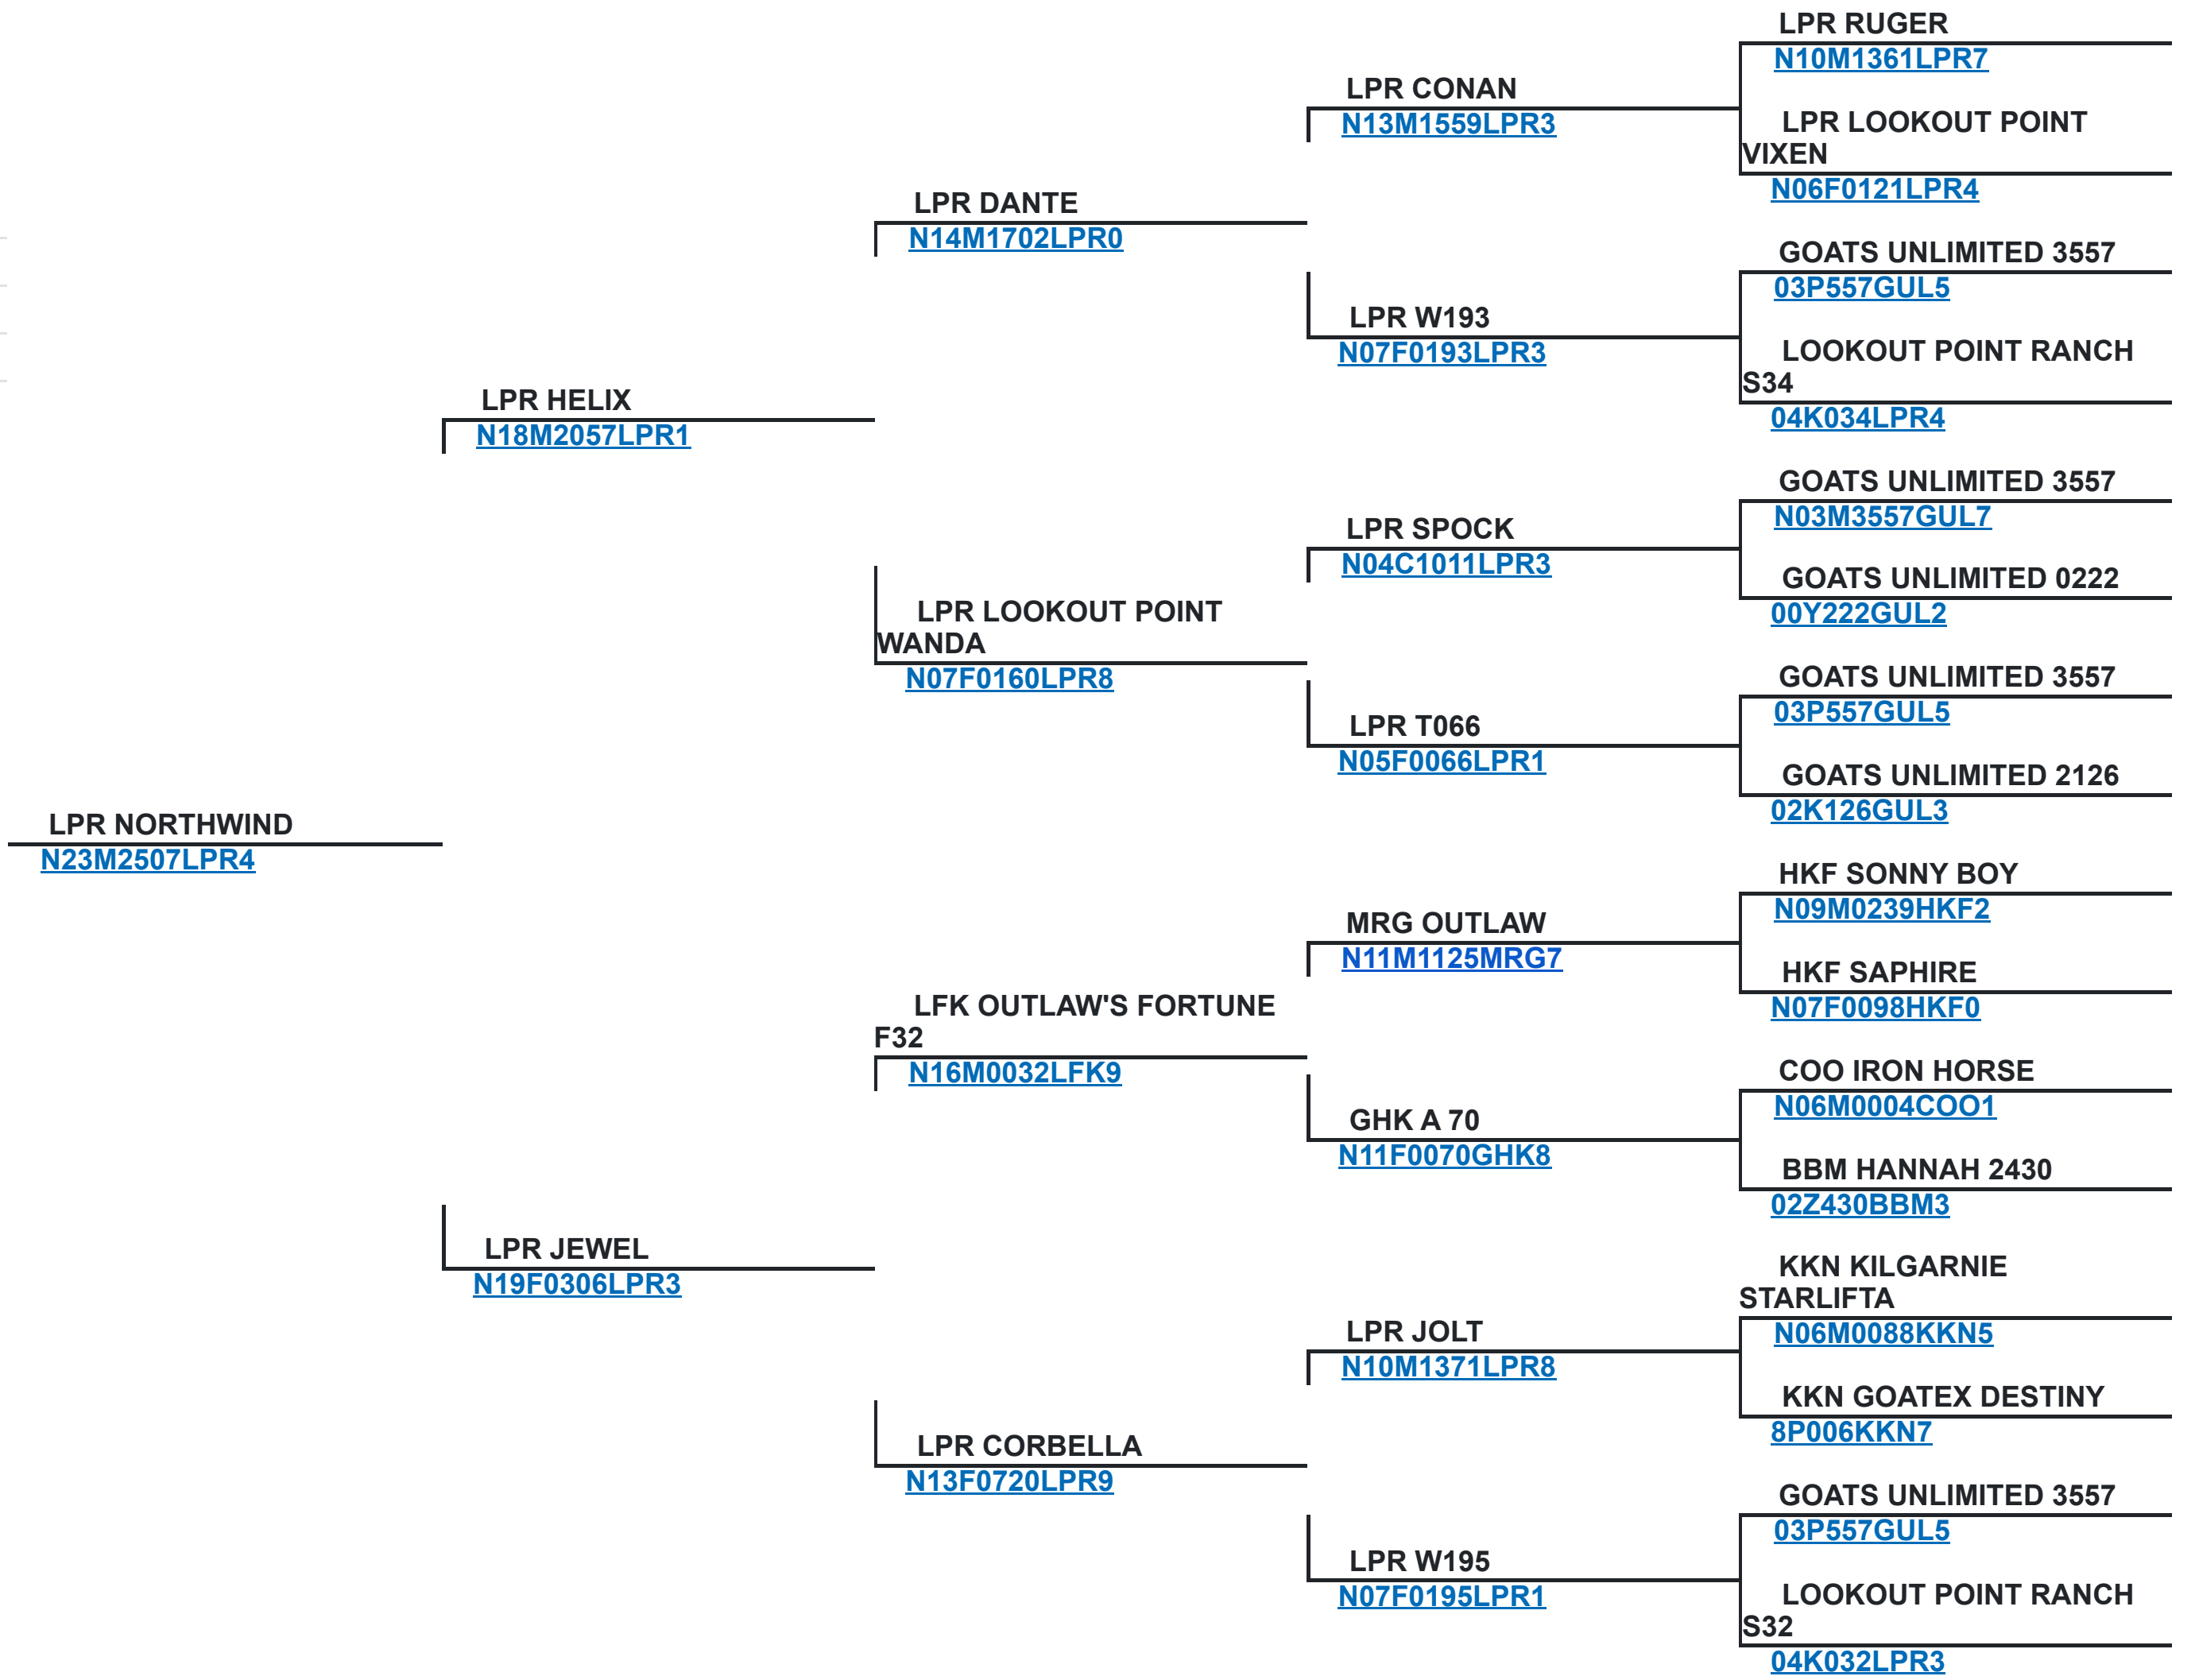 LPR RUGER
N10M1361LPR7
LPR CONAN
N13M1559LPR3
LPR LOOKOUT POINT
VIXEN
N06F0121LPR4
LPR DANTE
N14M1702LPR0
GOATS UNLIMITED 3557
03P557GUL5
LPR W193
N07F0193LPR3
LOOKOUT POINT RANCH
S34
04K034LPR4
LPR HELIX
N18M2057LPR1
GOATS UNLIMITED 3557
N03M3557GUL7
LPR SPOCK
N04C1011LPR3
GOATS UNLIMITED 0222
00Y222GUL2
LPR LOOKOUT POINT
WANDA
N07F0160LPR8
GOATS UNLIMITED 3557
03P557GUL5
LPR T066
N05F0066LPR1
GOATS UNLIMITED 2126
02K126GUL3
LPR NORTHWIND
N23M2507LPR4
HKF SONNY BOY
N09M0239HKF2
MRG OUTLAW
N11M1125MRG7
HKF SAPHIRE
N07F0098HKF0
LFK OUTLAW'S FORTUNE
F32
N16M0032LFK9
COO IRON HORSE
N06M0004COO1
GHK A 70
N11F0070GHK8
BBM HANNAH 2430
02Z430BBM3
LPR JEWEL
N19F0306LPR3
KKN KILGARNIE
STARLIFTA
N06M0088KKN5
LPR JOLT
N10M1371LPR8
KKN GOATEX DESTINY
8P006KKN7
LPR CORBELLA
N13F0720LPR9
GOATS UNLIMITED 3557
03P557GUL5
LPR W195
N07F0195LPR1
LOOKOUT POINT RANCH
S32
04K032LPR3